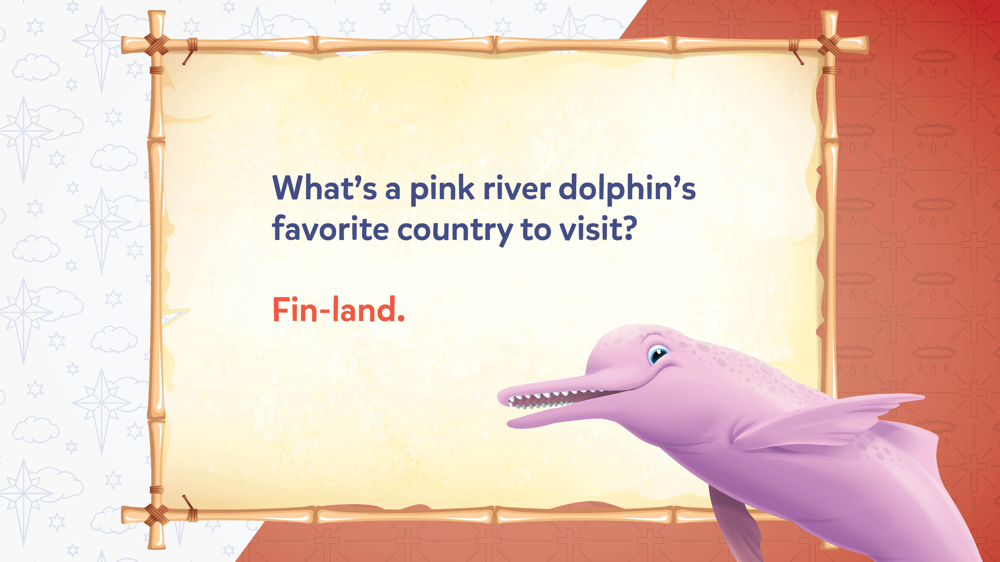 What’s a pink river dolphin’s
favorite country to visit?
Fin-land.